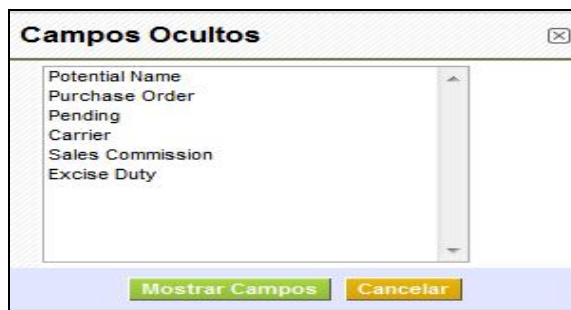 Campos Ocultos
Potential Name
Purchase Order
Pending
Carrier
Sales Commission
Excise Duty
Mostrar Campos Cancelar